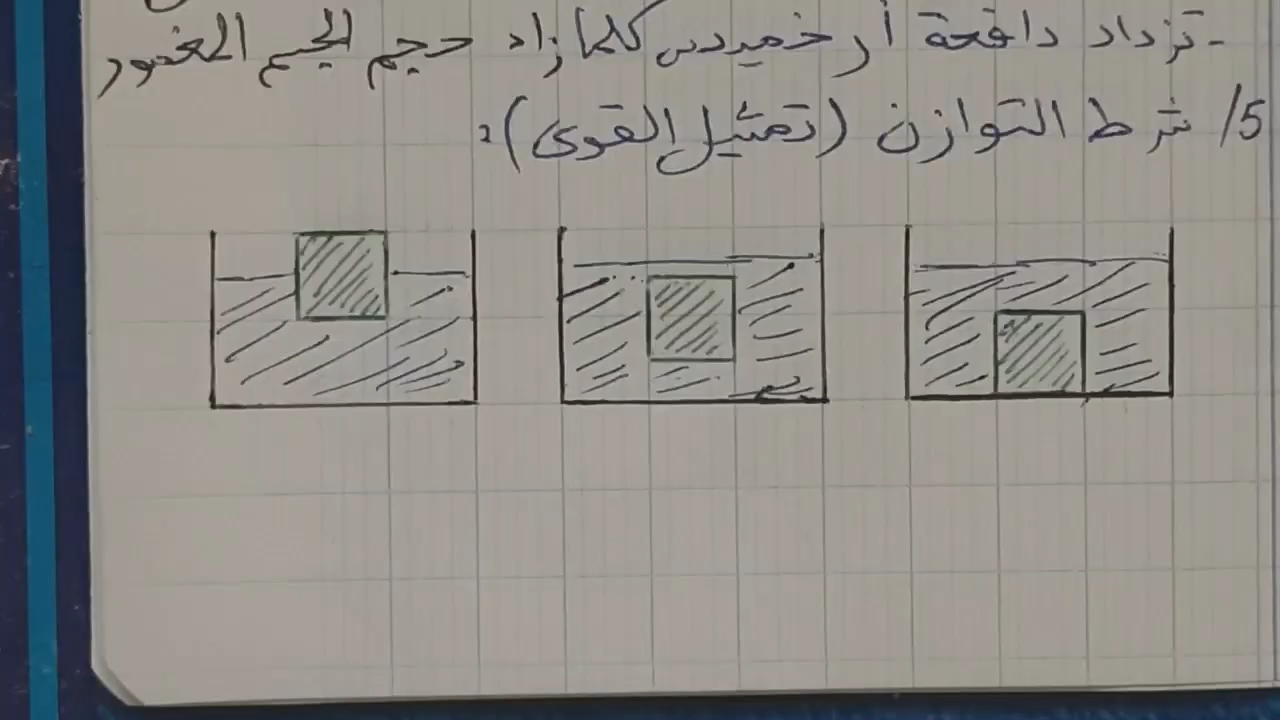 - تزداد دافعة أرخميدس كلما زاد حجم الجسم المغمور
5/ شرط التوازن (تمثيل القوى):